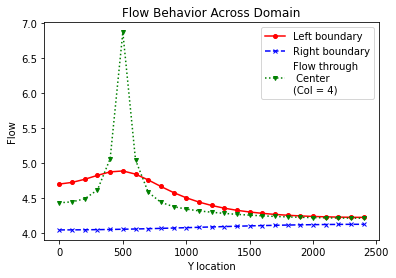 Flow Behavior Across Domain
7.0
6.5
6.0
5.5
5.0
4.5
4.0
Flow
Left boundary
Right boundary
Flow through
Center
(Col = 4)
0
500
1000
1500
2000
2500
Y location